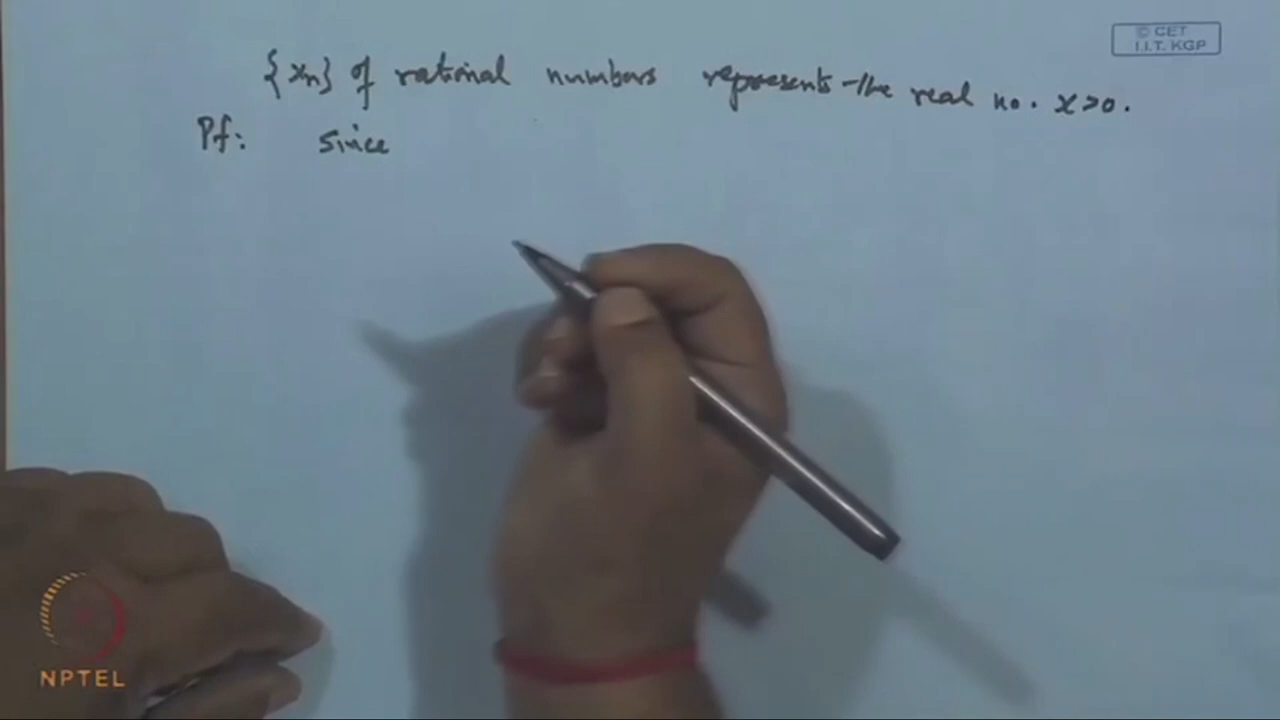 © CET
I.I.T. KGP
{xn} of rational numbers represents the real no. x>0.
Pf: since
NPTEL